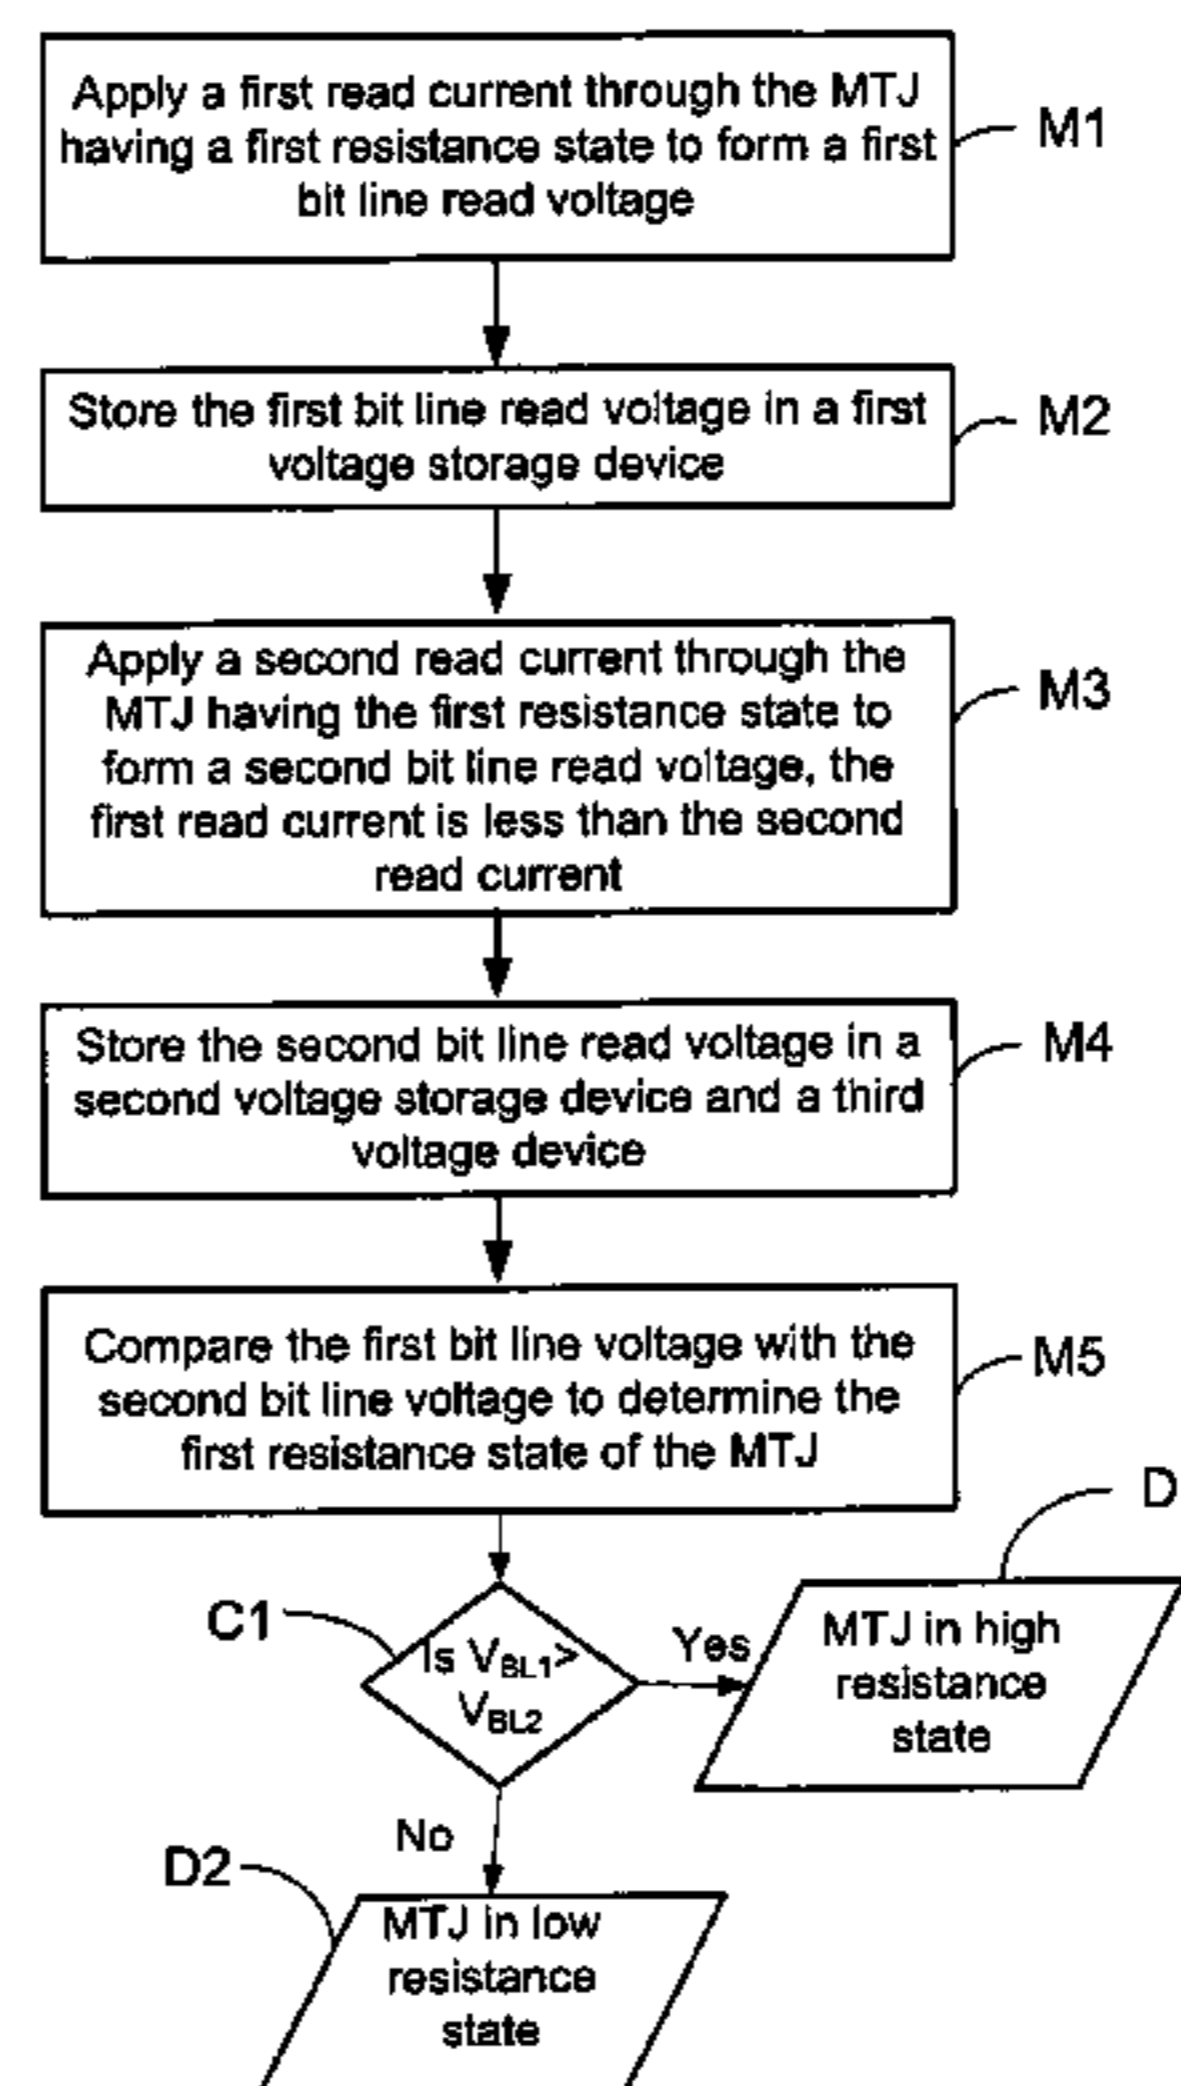 Apply a first read current through the MTJ
having a first resistance state to form a first
bit line read voltage
M1
Store the first bit line read voltage in a first
voltage storage device
M2
Apply a second read current through the
MTJ having the first resistance state to
form a second bit line read voltage, the
first read current is less than the second
read current
M3
Store the second bit line read voltage in a
second voltage storage device and a third
voltage device
M4
Compare the first bit line voltage with the
second bit line voltage to determine the
first resistance state of the MTJ
M5
D
C1
Is VBL1>
VBL2
Yes
MTJ in high
resistance
state
No
D2
MTJ in low
resistance
state